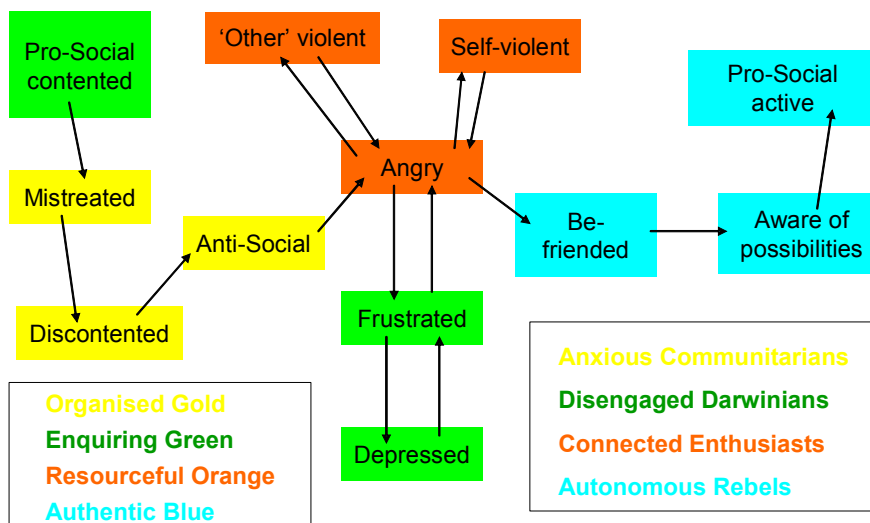 Pro-Social
contented
‘Other’ violent
Self-violent
Pro-Social
active
Angry
Mistreated
Anti-Social
Be-
friended
Aware of
possibilities
Discontented
Frustrated
Depressed
Organised Gold
Enquiring Green
Resourceful Orange
Authentic Blue
Anxious Communitarians
Disengaged Darwinians
Connected Enthusiasts
Autonomous Rebels